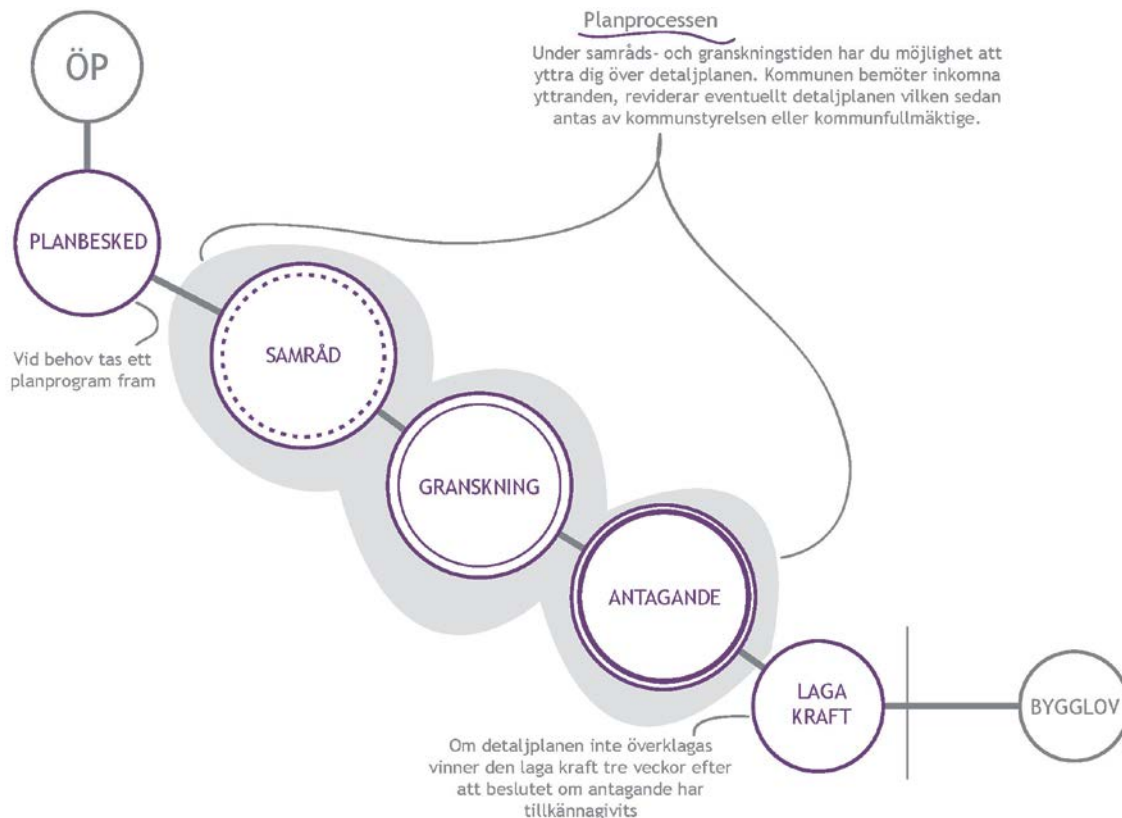 ÖP
Planprocessen
Under samråds- och granskningstiden har du möjlighet att
yttra dig över detaljplanen. Kommunen bemöter inkomna
yttranden, reviderar eventuellt detaljplanen vilken sedan
antas av kommunstyrelsen eller kommunfullmäktige.
PLANBESKED
Vid behov tas ett
planprogram fram
SAMRÅD
GRANSKNING
ANTAGANDE
LAGA
KRAFT
BYGGLOV
Om detaljplanen inte överklagas
vinner den laga kraft tre veckor efter
att beslutet om antagande har
tillkännagivits